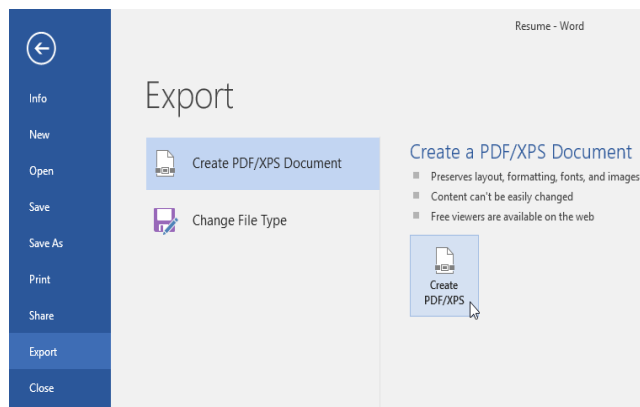 Resume - Word
Info
New
Open
Save
Save As
Print
Share
Export
Close
Export
Create PDF/XPS Document
Change File Type
Create a PDF/XPS Document
Preserves layout, formatting, fonts, and images
Content can't be easily changed
Free viewers are available on the web
Create
PDF/XPS